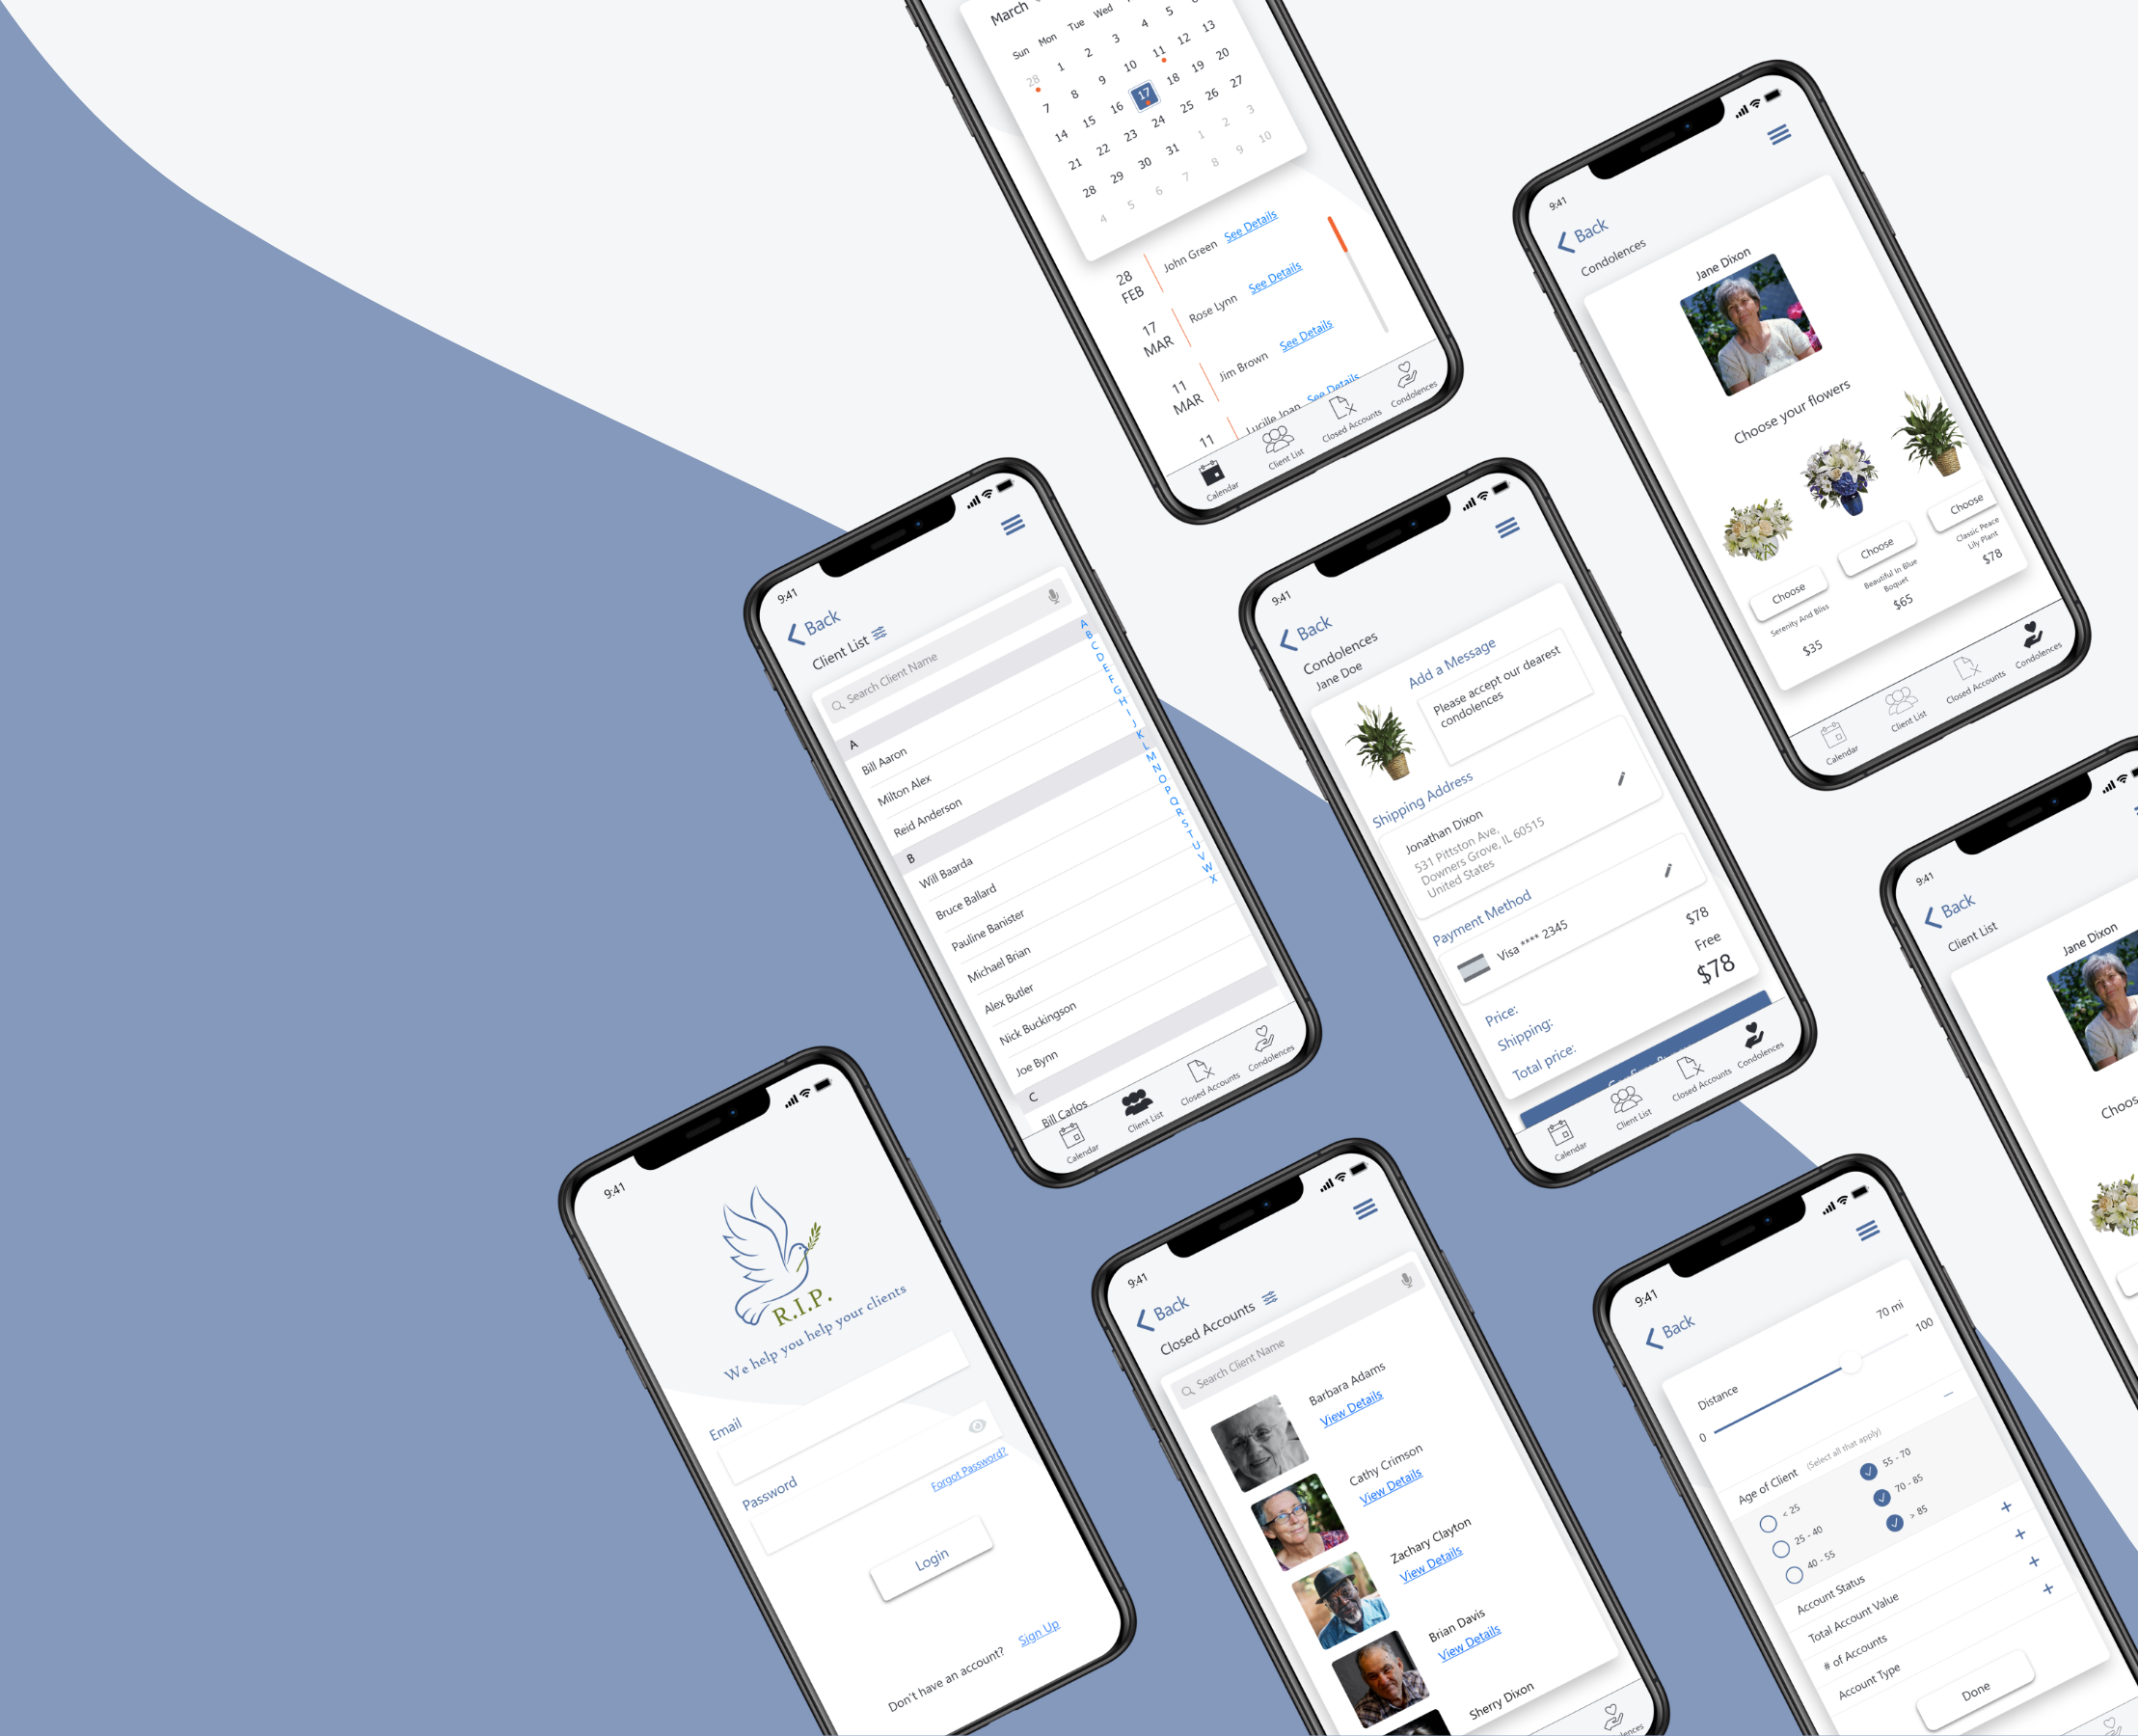 March
Sun Mon Tue Wed
28 1 2 3 4 5
7 8 9 10 11 12 13
14 15 16 17 18 19 20
21 22 23 24 25 26 27
28 29 30 31 1 2 3
4 5 6 7 8 9 10
28 FEB
John Green See Details
17 MAR
Rose Lynn See Details
11 MAR
Jim Brown See Details
11
Lucille Joan See Details
Calendar
Client List
Closed Accounts
Condolences
9:41
Back
Condolences
Jane Dixon
Choose your flowers
Choose
Serenity And Bliss
$35
Choose
Beautiful In Blue
Boquet
$65
Choose
Classic Peace
Lily Plant
$78
Calendar
Client List
Closed Accounts
Condolences
9:41
Back
Client List
Search Client Name
A
Bill Aaron
Milton Alex
Reid Anderson
B
Will Baarda
Bruce Ballard
Pauline Banister
Michael Brian
Alex Butler
Nick Buckingson
Joe Bynn
C
Bill Carlos
A
B
C
D
E
F
G
H
I
J
K
L
M
N
O
P
Q
R
S
T
U
V
W
X
Calendar
Client List
Closed Accounts
Condolences
9:41
Back
Condolences
Jane Doe
Add a Message
Please accept our dearest
condolences
Shipping Address
Jonathan Dixon
531 Pittston Ave,
Downers Grove, IL 60515
United States
Payment Method
Visa **** 2345
Price: $78
Shipping: Free
Total price: $78
Calendar
Client List
Closed Accounts
Condolences
9:41
Back
Client List
Jane Dixon
9:41
R.I.P.
We help you help your clients
Email
Password
Forgot Password?
Login
Don't have an account? Sign Up
9:41
Back
Closed Accounts
Search Client Name
Barbara Adams
View Details
Cathy Crimson
View Details
Zachary Clayton
View Details
Brian Davis
View Details
Sherry Dixon
9:41
Back
70 mi
Distance
0 100
Age of Client (Select all that apply)
< 25 55 - 70
25 - 40 70 - 85
40 - 55 > 85
Account Status
Total Account Value
# of Accounts
Account Type
Done